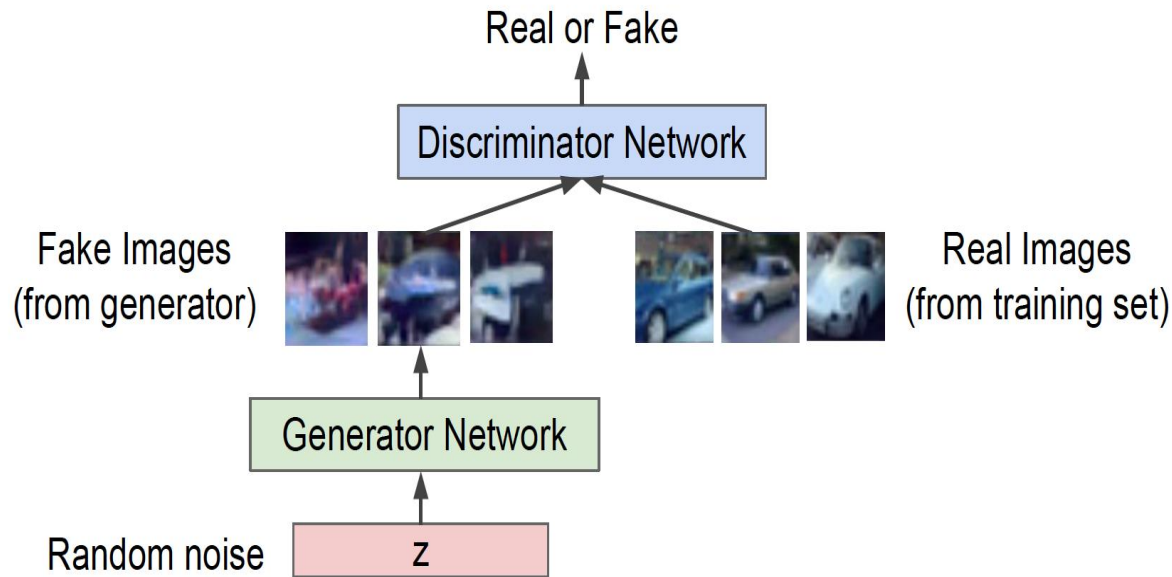 Real or Fake
Discriminator Network
Fake Images
(from generator)
Real Images
(from training set)
Generator Network
Random noise
z